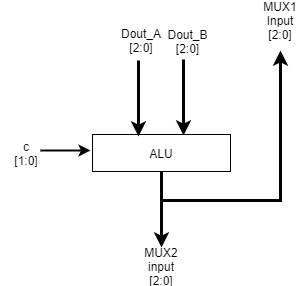 MUX1
Input
[2:0]
Dout_A
[2:0]
Dout_B
[2:0]
c
[1:0]
ALU
MUX2
input
[2:0]